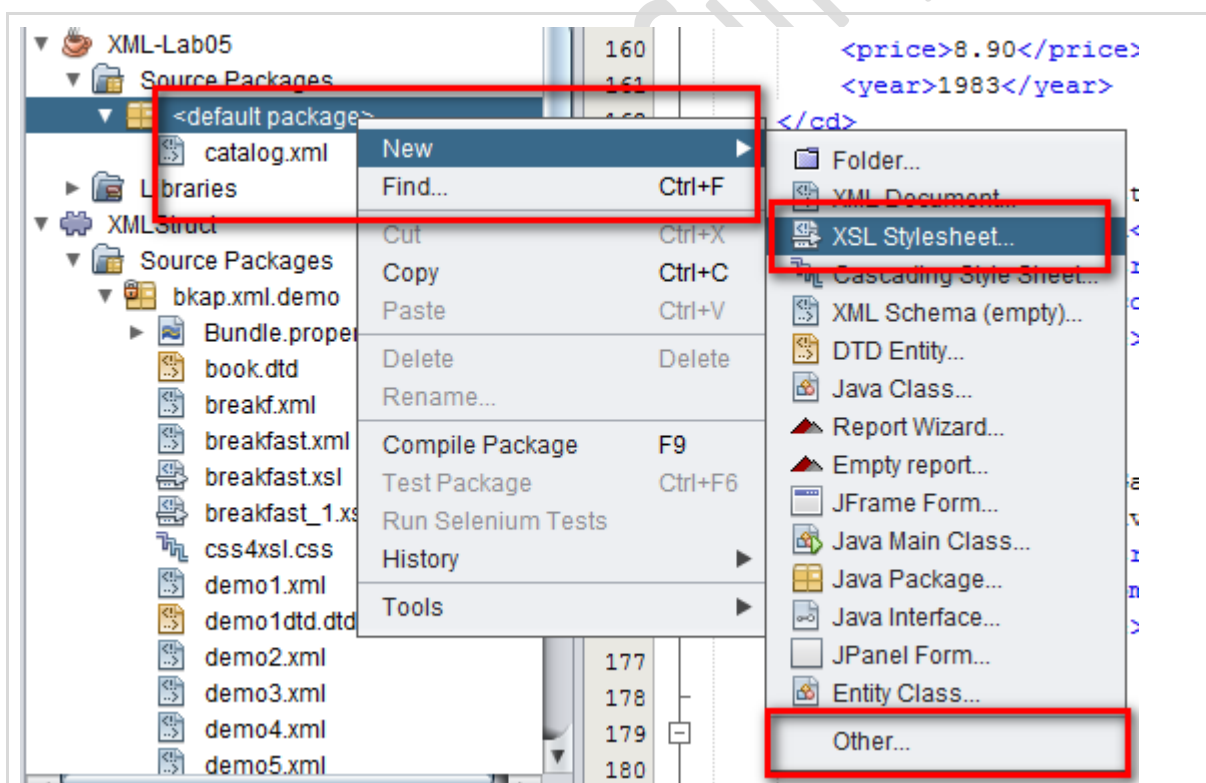 XML-Lab05
Source Packages
<default package>
catalog.xml
Libraries
XMLStruct
Source Packages
bkap.xml.demo
book.dtd
breakf.xml
breakfast.xml
breakfast.xsl
css4xsl.css
demo1.xml
demo1dtd.dtd
demo2.xml
demo3.xml
demo4.xml
demo5.xml
New
Find... Ctrl+F
Cut Ctrl+X
Copy Ctrl+C
Paste Ctrl+V
Delete Delete
Rename...
Compile Package F9
Test Package Ctrl+F6
Run Selenium Tests
History
Tools
160 <price>8.90</price>
161 <year>1983</year>
</cd>
Folder...
XML Document...
XSL Stylesheet...
Cascading Style Sheet...
XML Schema (empty)...
DTD Entity...
Java Class...
Report Wizard...
Empty report...
JFrame Form...
Java Main Class...
Java Package...
Java Interface...
JPanel Form...
Entity Class...
Other...
177
178
179
180